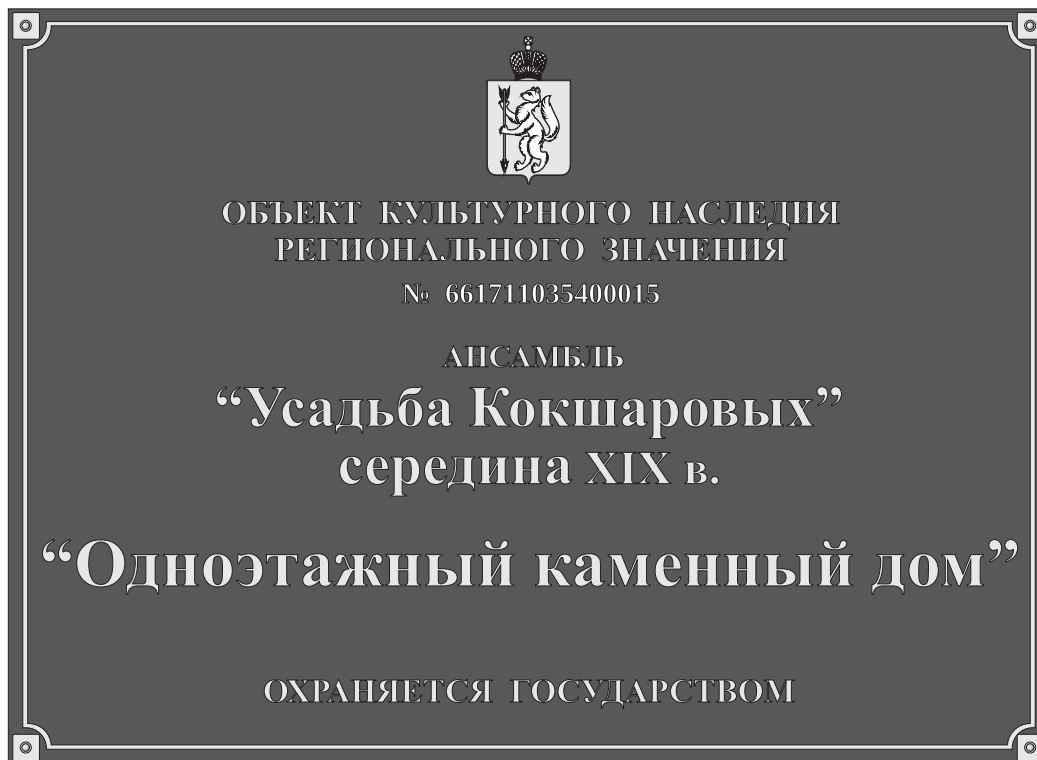 ОБЪЕКТ КУЛЬТУРНОГО НАСЛЕДИЯ
РЕГИОНАЛЬНОГО ЗНАЧЕНИЯ
№ 661711035400015
АНСАМБЛЬ
“Усадьба Кокшаровых”
середина XIX в.
“Одноэтажный каменный дом”
ОХРАНЯЕТСЯ ГОСУДАРСТВОМ